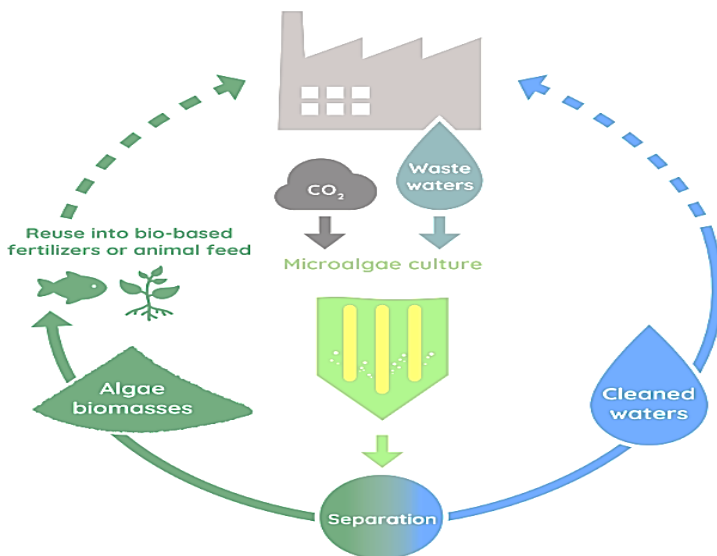 Waste
waters
CO₂
Reuse into bio-based
fertilizers or animal feed
Microalgae culture
Algae
biomasses
Cleaned
waters
Separation